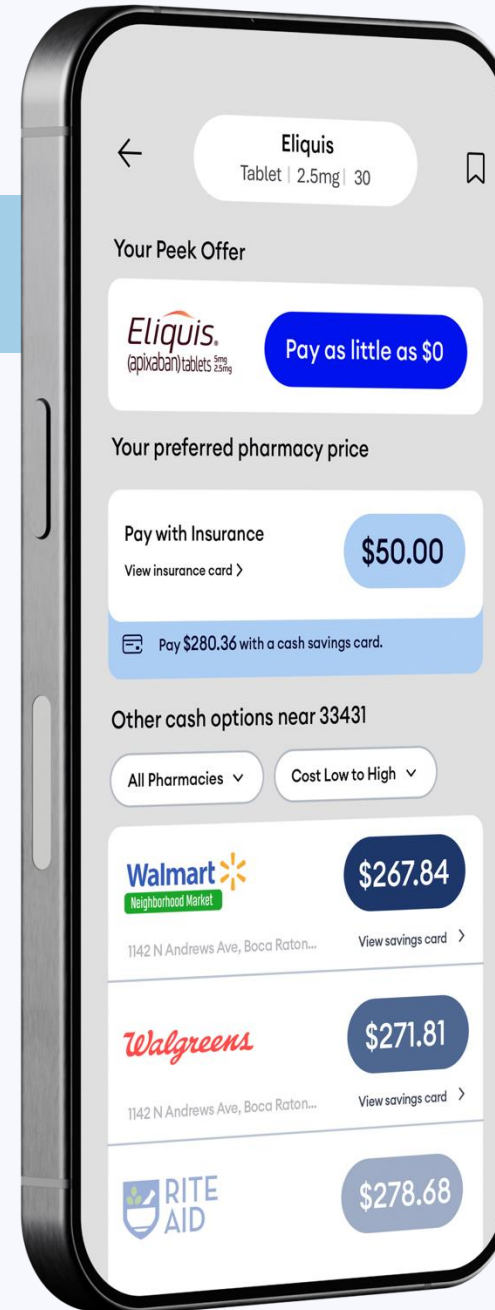 Eliquis
Tablet | 2.5mg | 30
Your Peek Offer
Eliquis.
(apixaban) tablets 5mg 2.5mg
Pay as little as $0
Your preferred pharmacy price
Pay with Insurance
$50.00
View insurance card >
Pay $280.36 with a cash savings card.
Other cash options near 33431
All Pharmacies
Cost Low to High
Walmart
Neighborhood Market
$267.84
1142 N Andrews Ave, Boca Raton...
View savings card >
Walgreens
$271.81
1142 N Andrews Ave, Boca Raton...
View savings card >
RITE
AID
$278.68